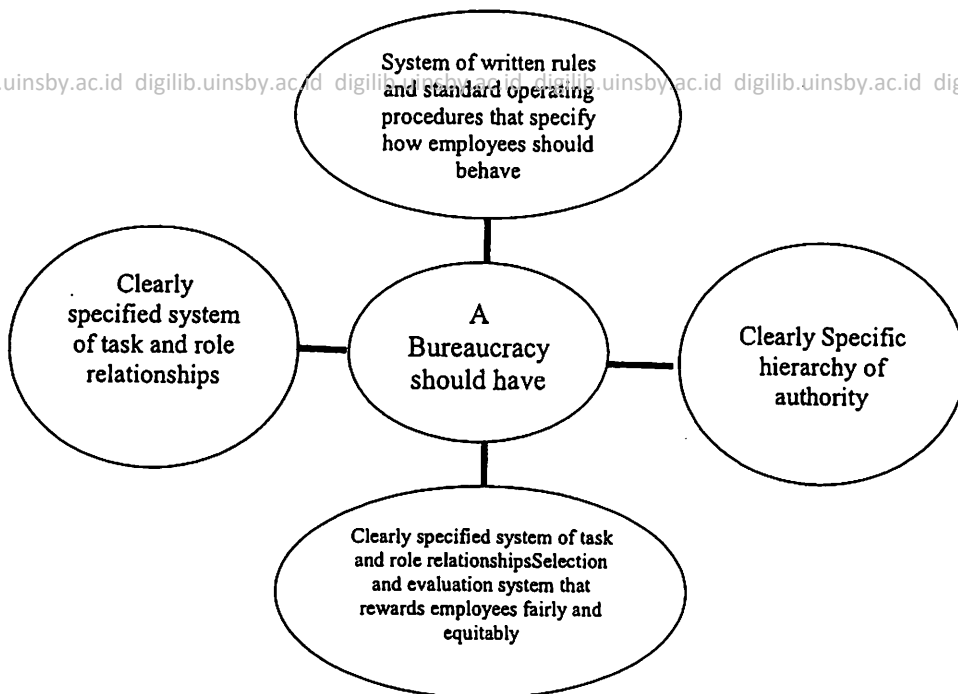 System of written rules
.uinsby.ac.id digilib.uinsby.ac.id digilib.uinsby.ac.id digilib.uinsby.ac.id digilib.uinsby.ac.id dig
and standard operating
procedures that specify
how employees should
behave
Clearly
specified system
of task and role
relationships
A
Bureaucracy
should have
Clearly Specific
hierarchy of
authority
Clearly specified system of task
and role relationshipsSelection
and evaluation system that
rewards employees fairly and
equitably